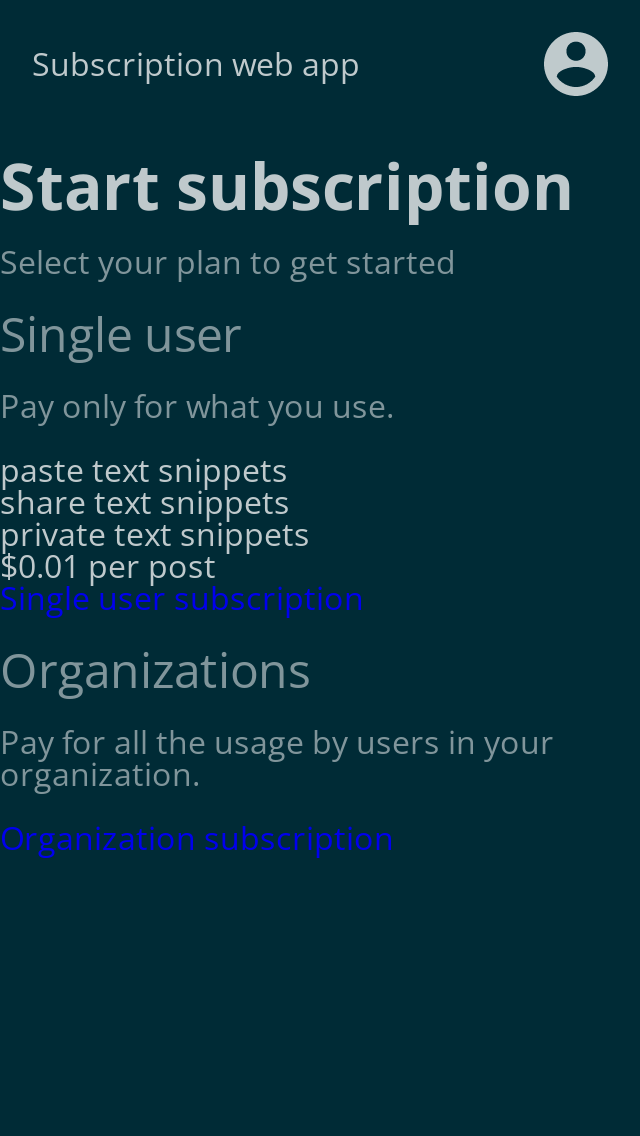 Subscription web app
Start subscription
Select your plan to get started
Single user
Pay only for what you use.
paste text snippets
share text snippets
private text snippets
$0.01 per post
Single user subscription
Organizations
Pay for all the usage by users in your
organization.
Organization subscription